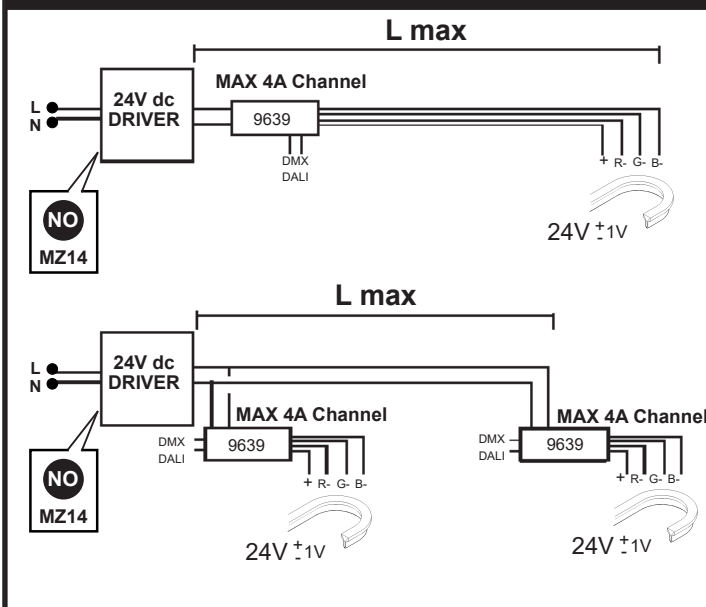 L max
MAX 4A Channel
24V dc
DRIVER
L
N
9639
DMX
DALI
+ R- G- B-
24V ±1V
NO
MZ14
L max
24V dc
DRIVER
L
N
MAX 4A Channel
MAX 4A Channel
DMX
DALI
9639
DMX
DALI
9639
+ R- G- B-
+ R- G- B-
NO
MZ14
24V ±1V
24V ±1V